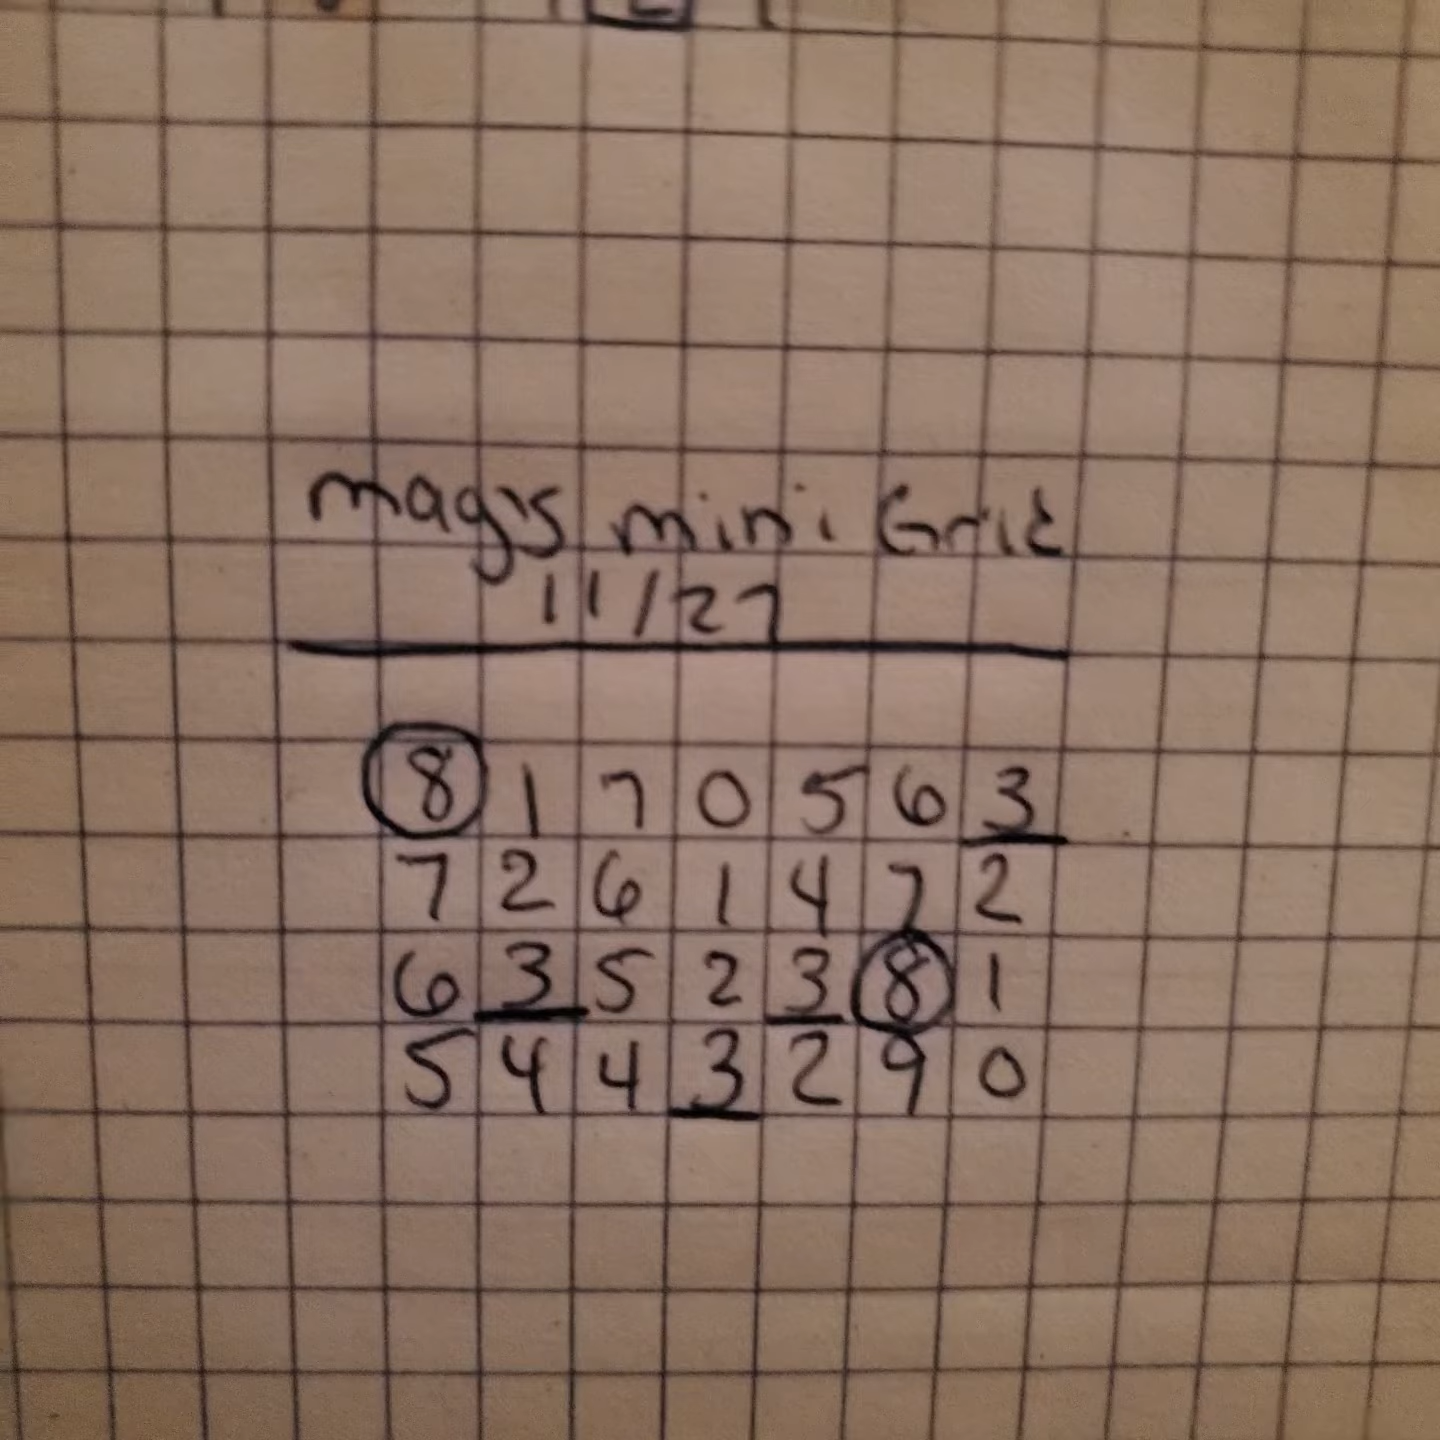 mag's mini Grid
11/27
8 1 7 0 5 6 3
7 2 6 1 4 7 2
6 3 5 2 3 8 1
5 4 4 3 2 9 0